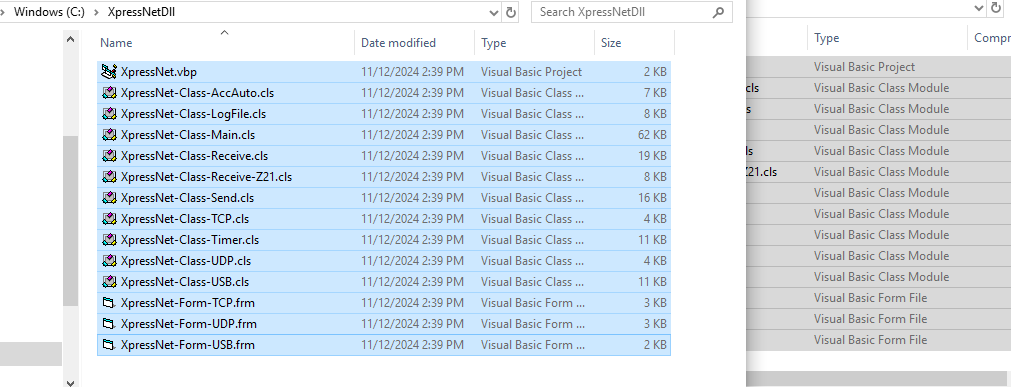 Windows (C:) > XpressNetDll
Search XpressNetDll
Name Date modified Type Size
XpressNet.vbp 11/12/2024 2:39 PM Visual Basic Project 2 KB
XpressNet-Class-AccAuto.cls 11/12/2024 2:39 PM Visual Basic Class ... 7 KB
XpressNet-Class-LogFile.cls 11/12/2024 2:39 PM Visual Basic Class ... 8 KB
XpressNet-Class-Main.cls 11/12/2024 2:39 PM Visual Basic Class ... 62 KB
XpressNet-Class-Receive.cls 11/12/2024 2:39 PM Visual Basic Class ... 19 KB
XpressNet-Class-Receive-Z21.cls 11/12/2024 2:39 PM Visual Basic Class ... 8 KB
XpressNet-Class-Send.cls 11/12/2024 2:39 PM Visual Basic Class ... 16 KB
XpressNet-Class-TCP.cls 11/12/2024 2:39 PM Visual Basic Class ... 4 KB
XpressNet-Class-Timer.cls 11/12/2024 2:39 PM Visual Basic Class ... 11 KB
XpressNet-Class-UDP.cls 11/12/2024 2:39 PM Visual Basic Class ... 4 KB
XpressNet-Class-USB.cls 11/12/2024 2:39 PM Visual Basic Class ... 11 KB
XpressNet-Form-TCP.frm 11/12/2024 2:39 PM Visual Basic Form ... 3 KB
XpressNet-Form-UDP.frm 11/12/2024 2:39 PM Visual Basic Form ... 3 KB
XpressNet-Form-USB.frm 11/12/2024 2:39 PM Visual Basic Form ... 2 KB
Type Compr
Visual Basic Project
cls Visual Basic Class Module
s Visual Basic Class Module
Visual Basic Class Module
ls Visual Basic Class Module
Z21.cls Visual Basic Class Module
Visual Basic Class Module
Visual Basic Class Module
Visual Basic Class Module
Visual Basic Class Module
Visual Basic Class Module
Visual Basic Form File
Visual Basic Form File
Visual Basic Form File